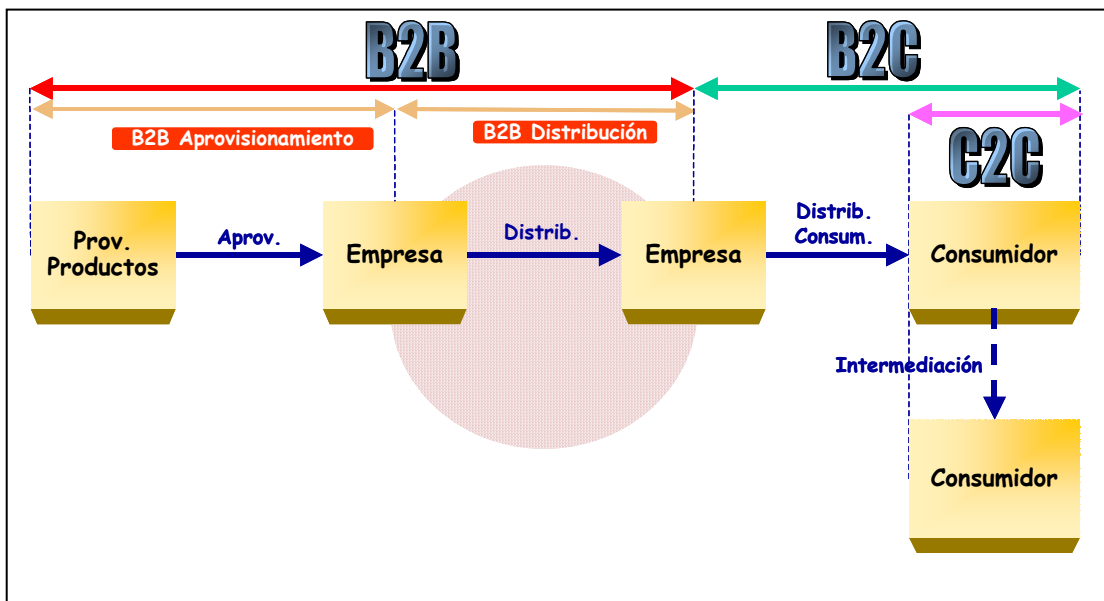 B2B
B2C
B2B Aprovisionamiento
B2B Distribución
C2C
Prov.
Productos
Aprov.
Empresa
Distrib.
Empresa
Distrib.
Consum.
Consumidor
Intermediación
Consumidor